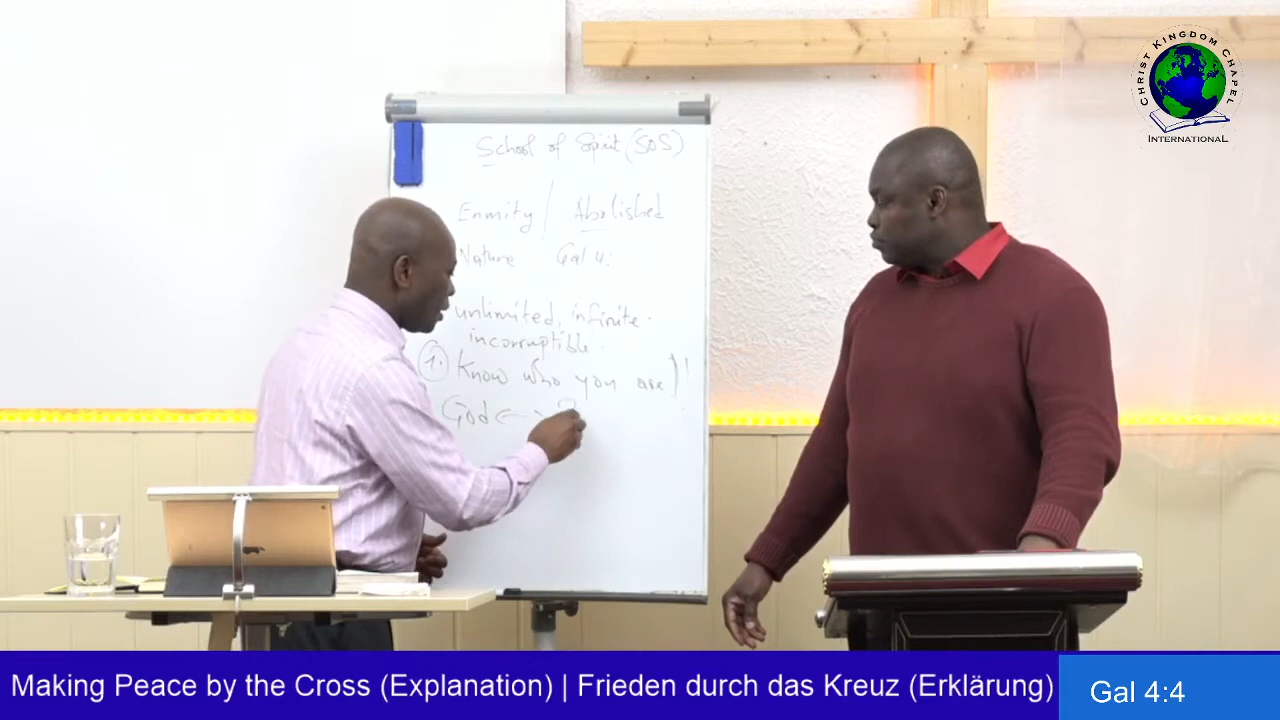 CHRIST KINGDOM CHAPEL
INTERNATIONAL
School of Spirit (SOS)
Enmity / Abolished
Nature Gal 4:
unlimited, infinite.
incorruptible.
1. Know who you are
God
Making Peace by the Cross (Explanation) | Frieden durch das Kreuz (Erklärung)
Gal 4:4